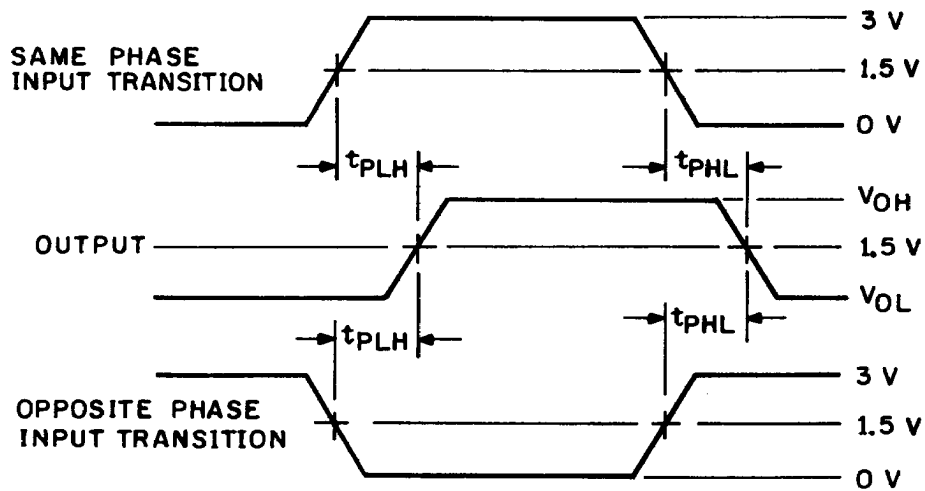 3 V
SAME PHASE
INPUT TRANSITION
1.5 V
0 V
tPLH
tPHL
VOH
OUTPUT
1.5 V
VOL
tPLH
tPHL
3 V
OPPOSITE PHASE
INPUT TRANSITION
1.5 V
0 V